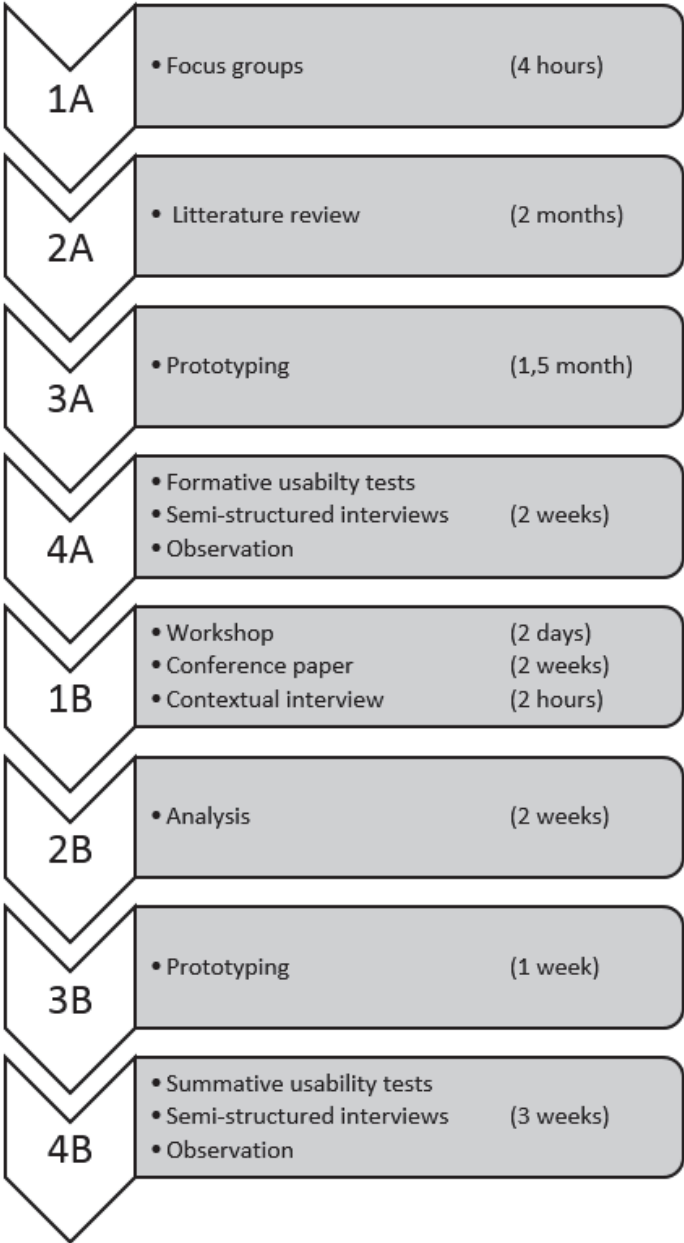 1A
• Focus groups (4 hours)
2A
• Litterature review (2 months)
3A
• Prototyping (1,5 month)
4A
• Formative usabilty tests
• Semi-structured interviews (2 weeks)
• Observation
1B
• Workshop (2 days)
• Conference paper (2 weeks)
• Contextual interview (2 hours)
2B
• Analysis (2 weeks)
3B
• Prototyping (1 week)
4B
• Summative usability tests
• Semi-structured interviews (3 weeks)
• Observation